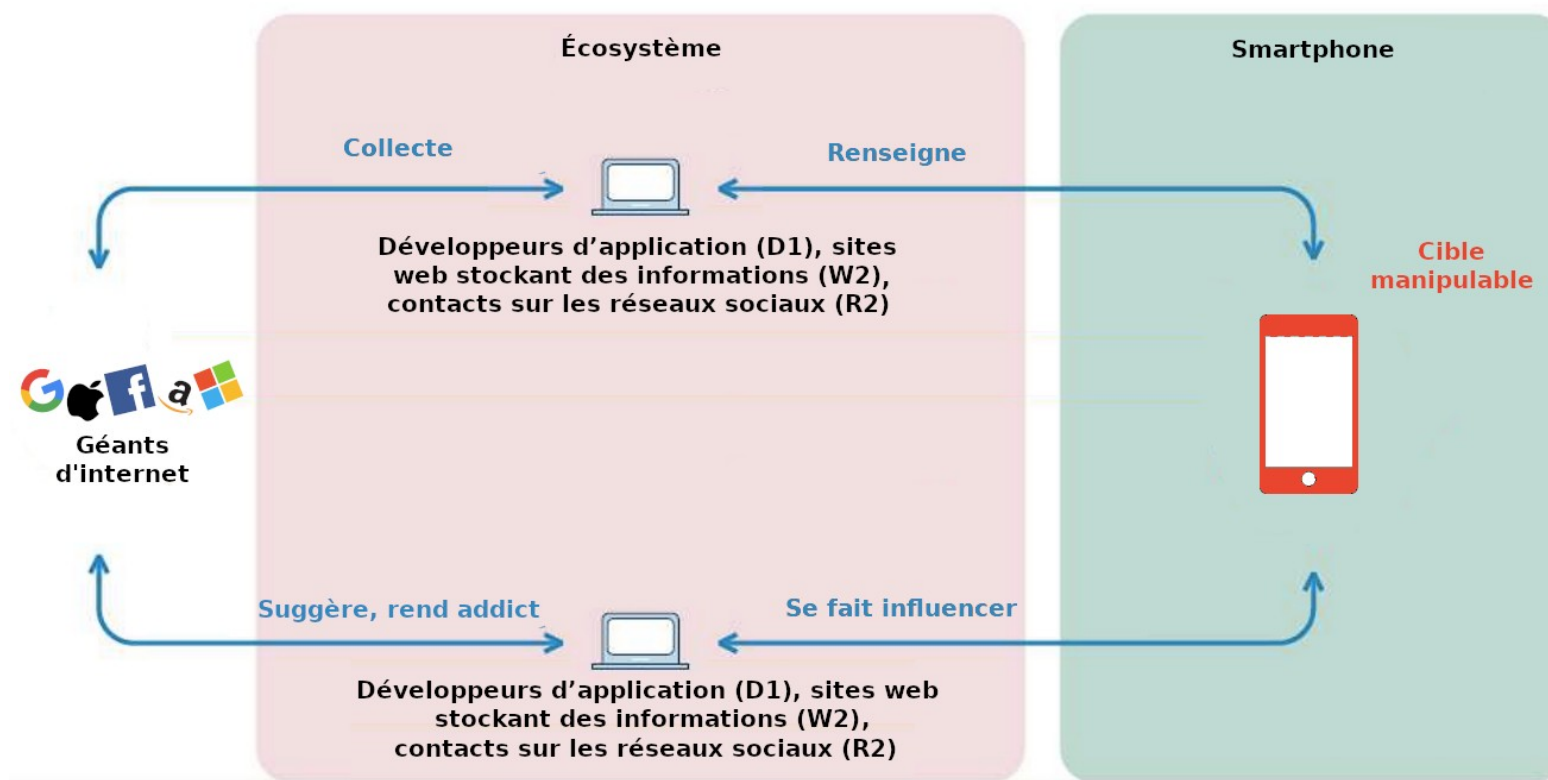 Écosystème
Smartphone
Collecte
Renseigne
Développeurs d’application (D1), sites
web stockant des informations (W2),
contacts sur les réseaux sociaux (R2)
Cible
manipulable
G f a
Géants
d'internet
Suggère, rend addict
Se fait influencer
Développeurs d’application (D1), sites web
stockant des informations (W2),
contacts sur les réseaux sociaux (R2)